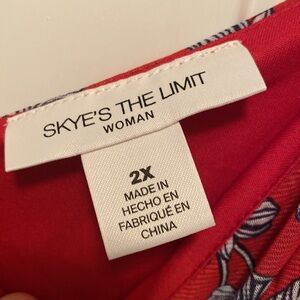 SKYE'S THE LIMIT
WOMAN
2X
MADE IN
HECHO EN
FABRIQUÉ EN
CHINA